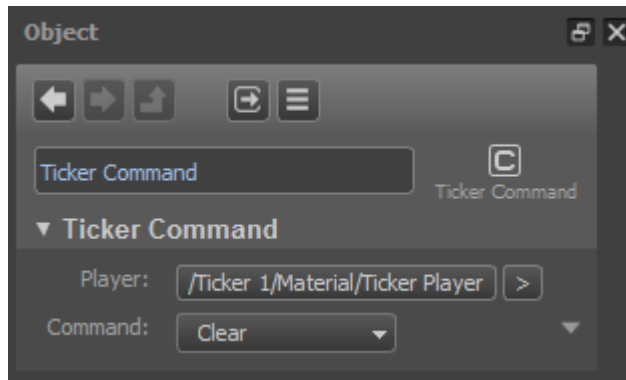 Object
Ticker Command
C
Ticker Command
Ticker Command
Player: /Ticker 1/Material/Ticker Player >
Command: Clear